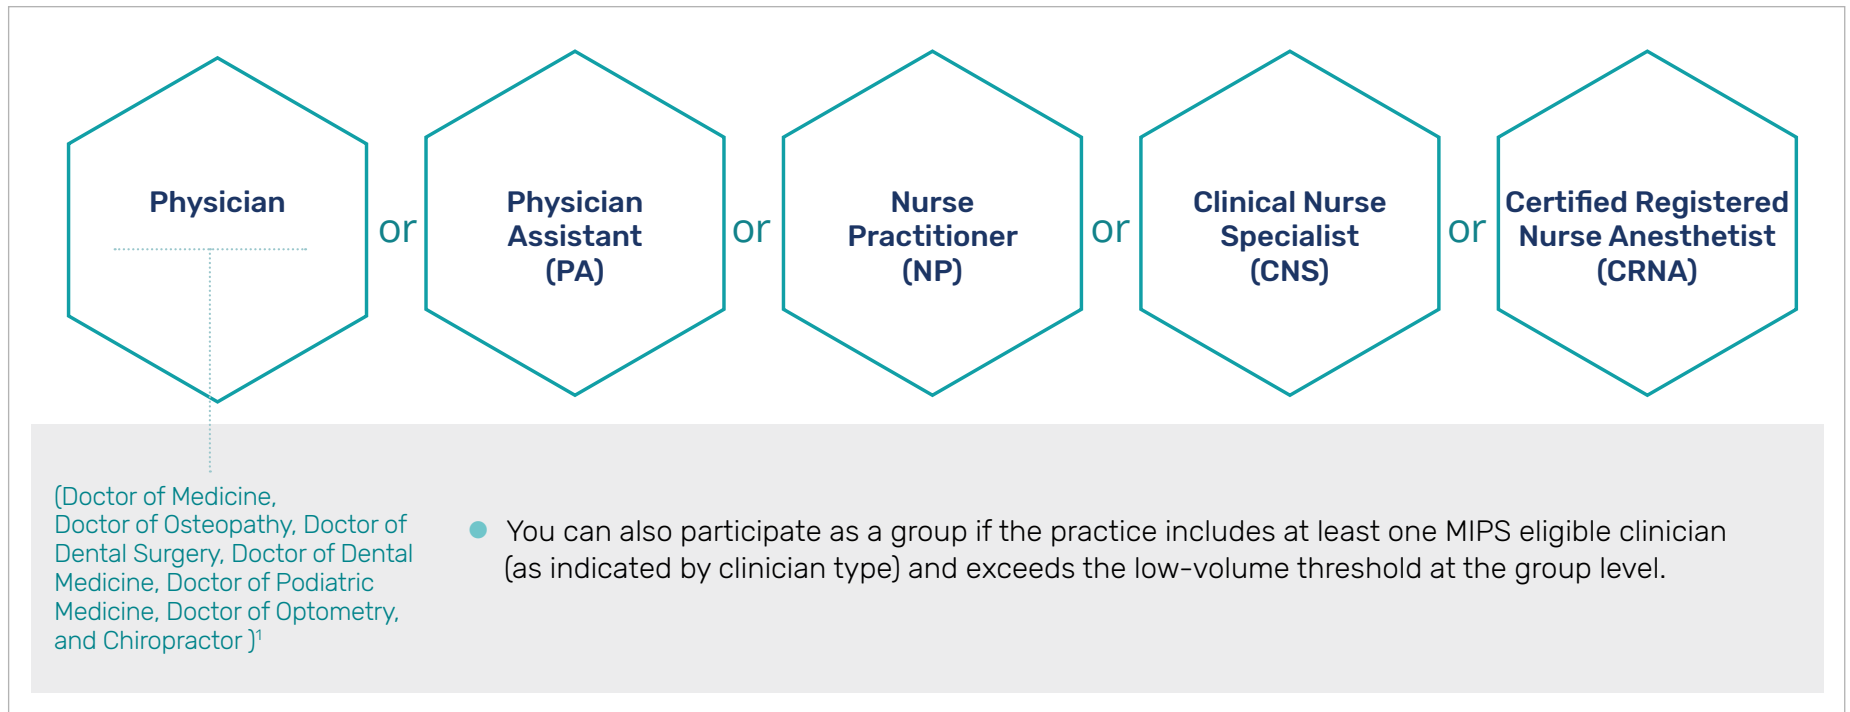 Physician
or
Physician
Assistant
(PA)
or
Nurse
Practitioner
(NP)
or
Clinical Nurse
Specialist
(CNS)
or
Certified Registered
Nurse Anesthetist
(CRNA)
(Doctor of Medicine,
Doctor of Osteopathy, Doctor of
Dental Surgery, Doctor of Dental
Medicine, Doctor of Podiatric
Medicine, Doctor of Optometry,
and Chiropractor )¹
● You can also participate as a group if the practice includes at least one MIPS eligible clinician
(as indicated by clinician type) and exceeds the low-volume threshold at the group level.